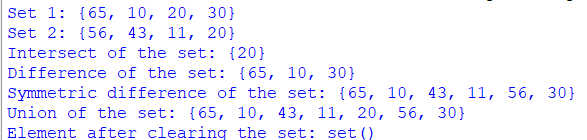 Set 1: {65, 10, 20, 30}
Set 2: {56, 43, 11, 20}
Intersect of the set: {20}
Difference of the set: {65, 10, 30}
Symmetric difference of the set: {65, 10, 43, 11, 56, 30}
Union of the set: {65, 10, 43, 11, 20, 56, 30}
Element after clearing the set: set()